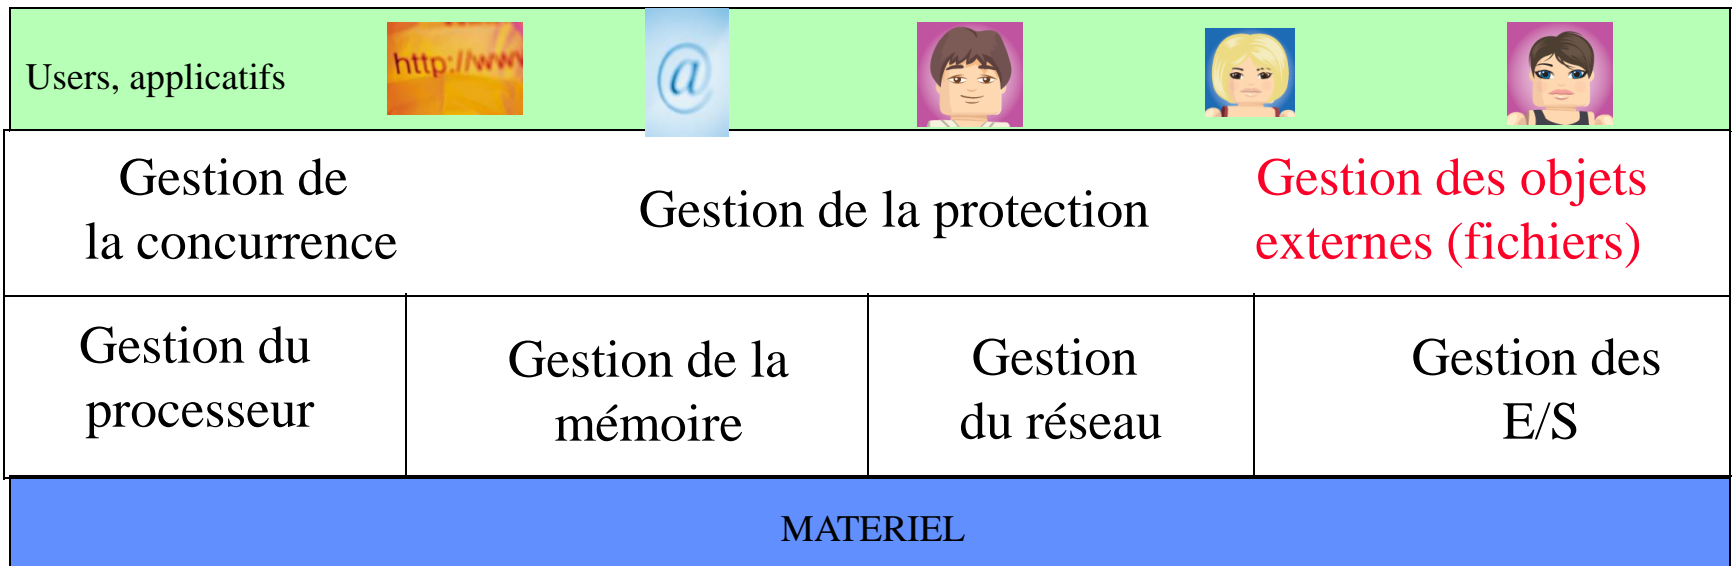 Users, applicatifs
http://www
@
Gestion de
la concurrence
Gestion de la protection
Gestion des objets
externes (fichiers)
Gestion du
processeur
Gestion de la
mémoire
Gestion
du réseau
Gestion des
E/S
MATERIEL